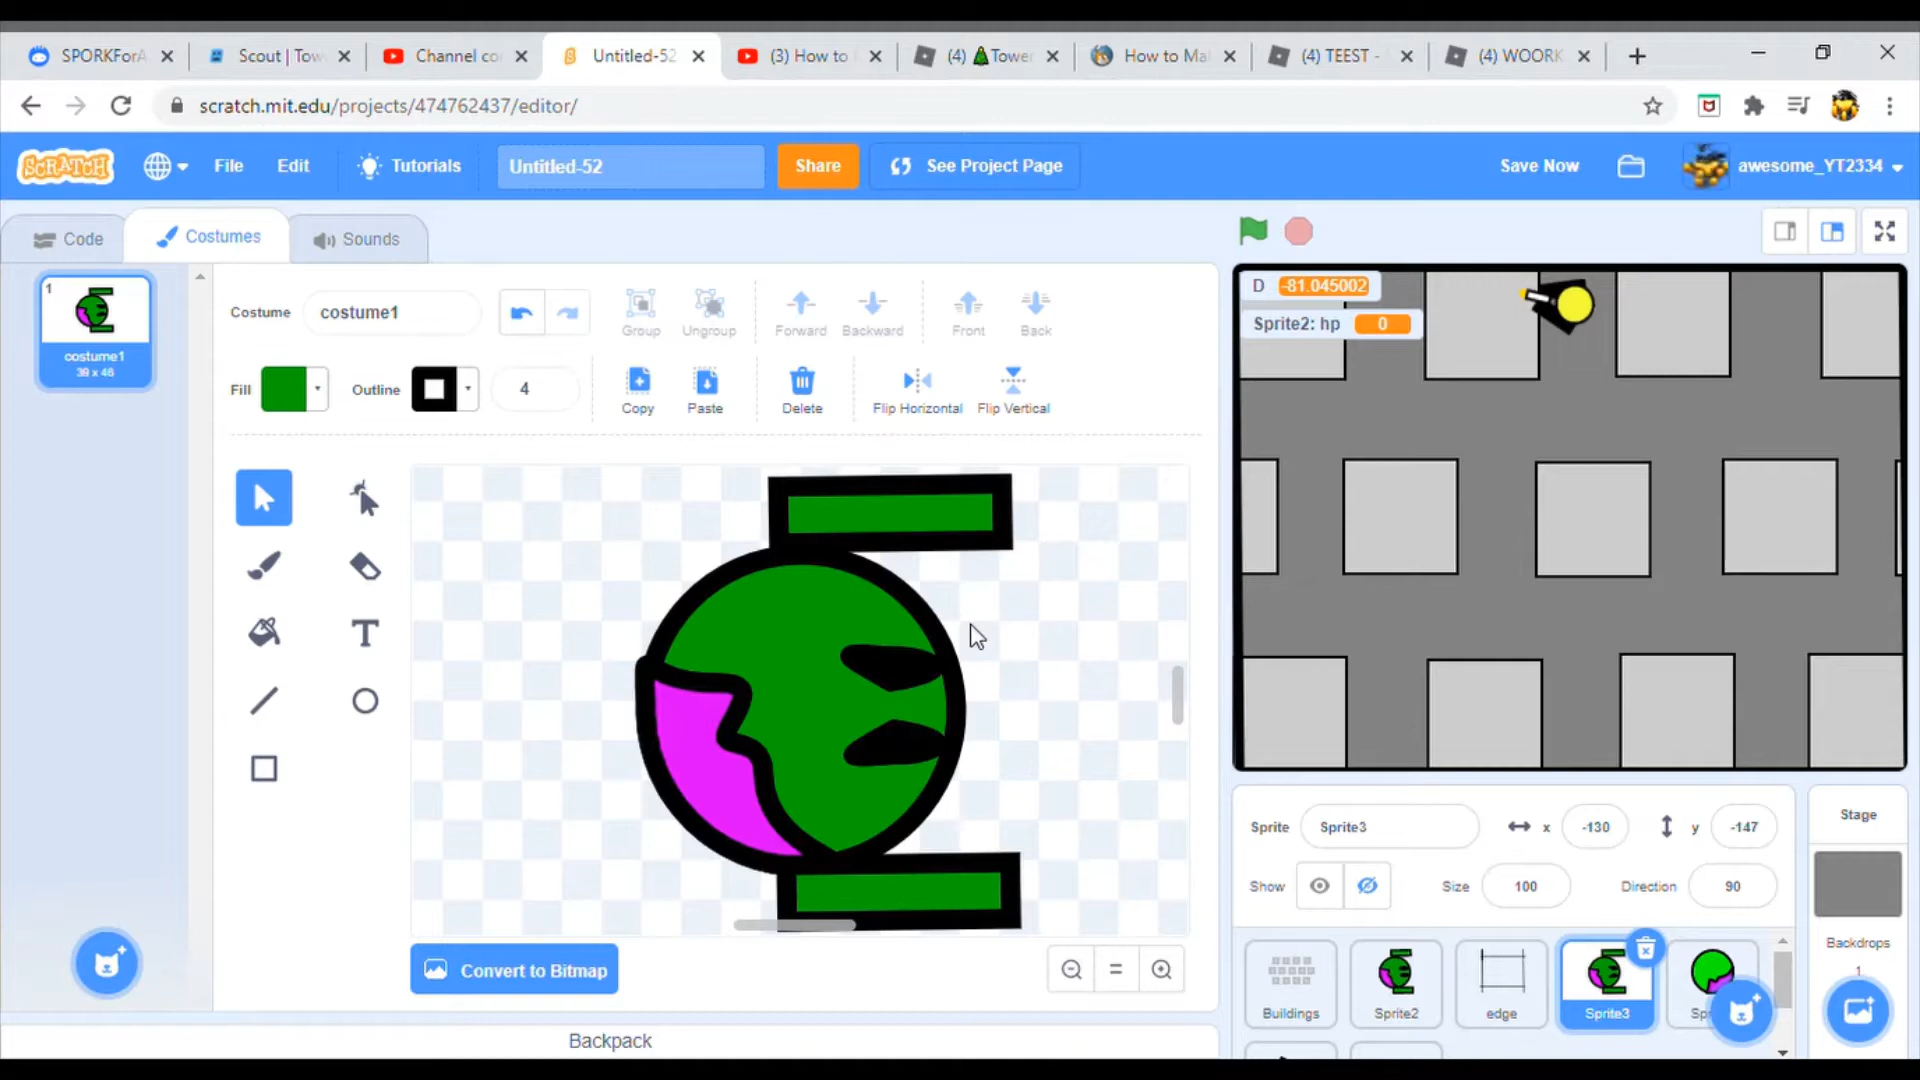 SPORKForA
Scout | Tow
Channel co
Untitled-52
(3) How to
(4) Tower
How to Ma
(4) TEEST -
(4) WOORK
scratch.mit.edu/projects/474762437/editor/
SCRATCH
File
Edit
Tutorials
Untitled-52
Share
See Project Page
Save Now
awesome_YT2334
Code
Costumes
Sounds
1
costume1
39 x 46
Costume
costume1
Group
Ungroup
Forward
Backward
Front
Back
Fill
Outline
4
Copy
Paste
Delete
Flip Horizontal
Flip Vertical
T
Convert to Bitmap
Backpack
D -81.045002
Sprite2: hp 0
Sprite Sprite3 x -130 y -147
Show Size 100 Direction 90
Stage
Backdrops
1
Buildings
Sprite2
edge
Sprite3
Sp